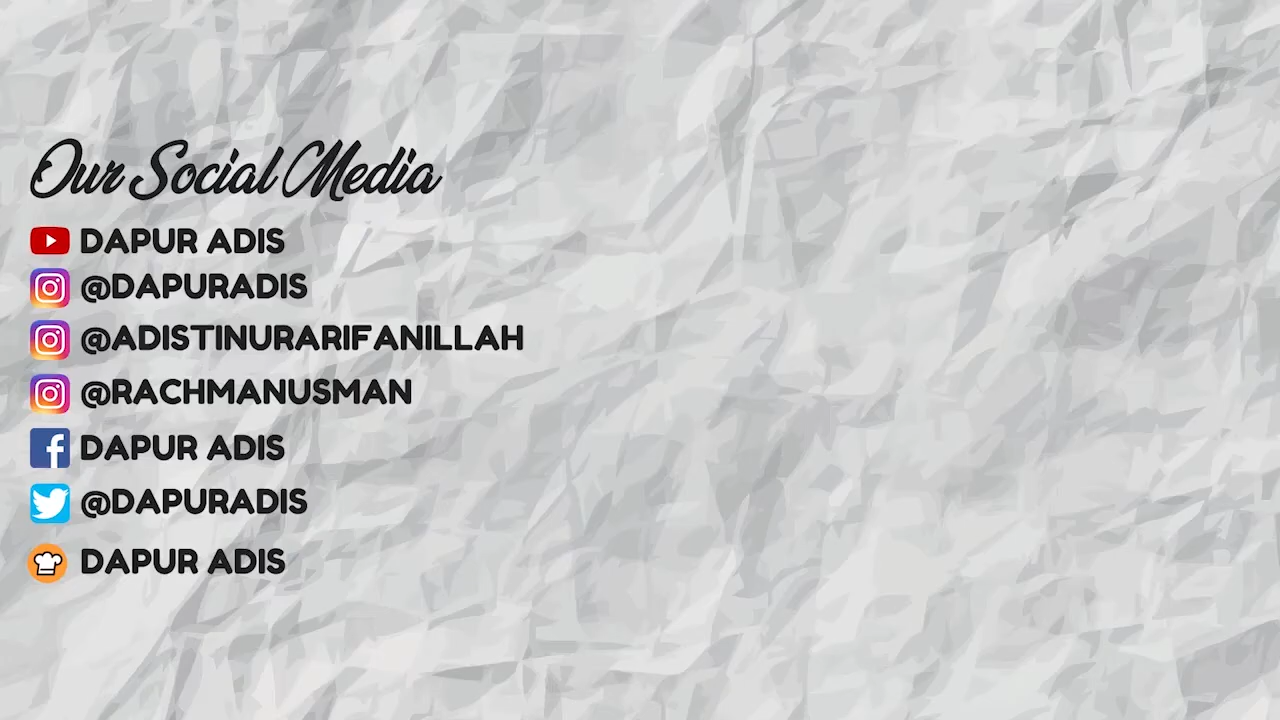 Our Social Media
DAPUR ADIS
@DAPURADIS
@ADISTINURARIFANILLAH
@RACHMANUSMAN
DAPUR ADIS
@DAPURADIS
DAPUR ADIS